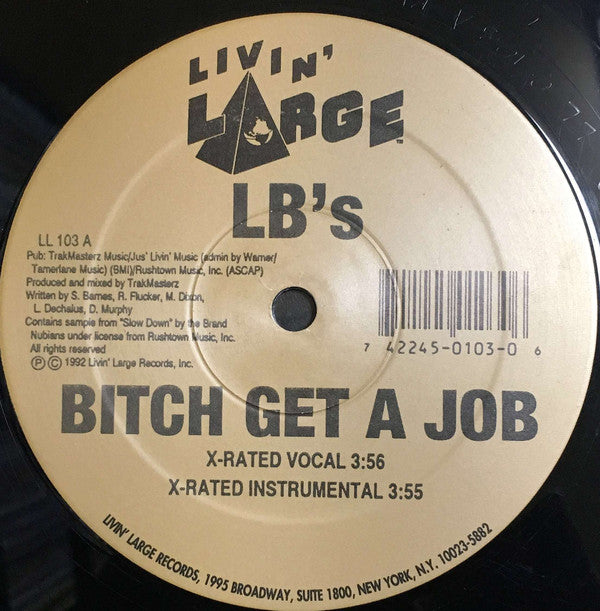 LIVIN'
LARGE
LB's
LL 103 A
Pub: TrakMasterz Music/Jus' Livin' Music (admin by Warner/
Tamerlane Music) (BMI)/Rushtown Music, Inc. (ASCAP)
Produced and mixed by TrakMasterz
Written by S. Barnes, R. Flucker, M. Dixon,
L. Dechalus, D. Murphy
Contains sample from "Slow Down" by the Brand
Nubians under license from Rushtown Music, Inc.
All rights reserved
Ⓟ © 1992 Livin' Large Records, Inc.
7 42245-0103-0 6
BITCH GET A JOB
X-RATED VOCAL 3:56
X-RATED INSTRUMENTAL 3:55
LIVIN' LARGE RECORDS, 1995 BROADWAY, SUITE 1800, NEW YORK, N.Y. 10023-5882